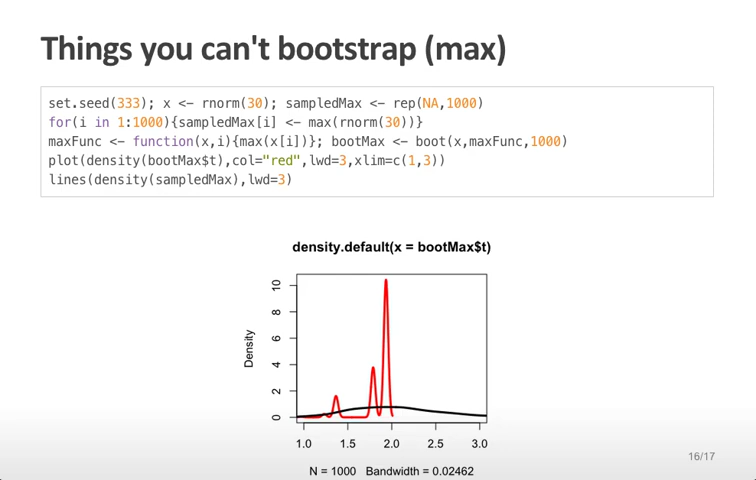 Things you can't bootstrap (max)
set.seed(333); x <- rnorm(30); sampledMax <- rep(NA,1000)
for(i in 1:1000){sampledMax[i] <- max(rnorm(30))}
maxFunc <- function(x,i){max(x[i])}; bootMax <- boot(x,maxFunc,1000)
plot(density(bootMax$t),col="red",lwd=3,xlim=c(1,3))
lines(density(sampledMax),lwd=3)
density.default(x = bootMax$t)
Density
10
8
6
4
2
0
1.0 1.5 2.0 2.5 3.0
N = 1000 Bandwidth = 0.02462
16/17